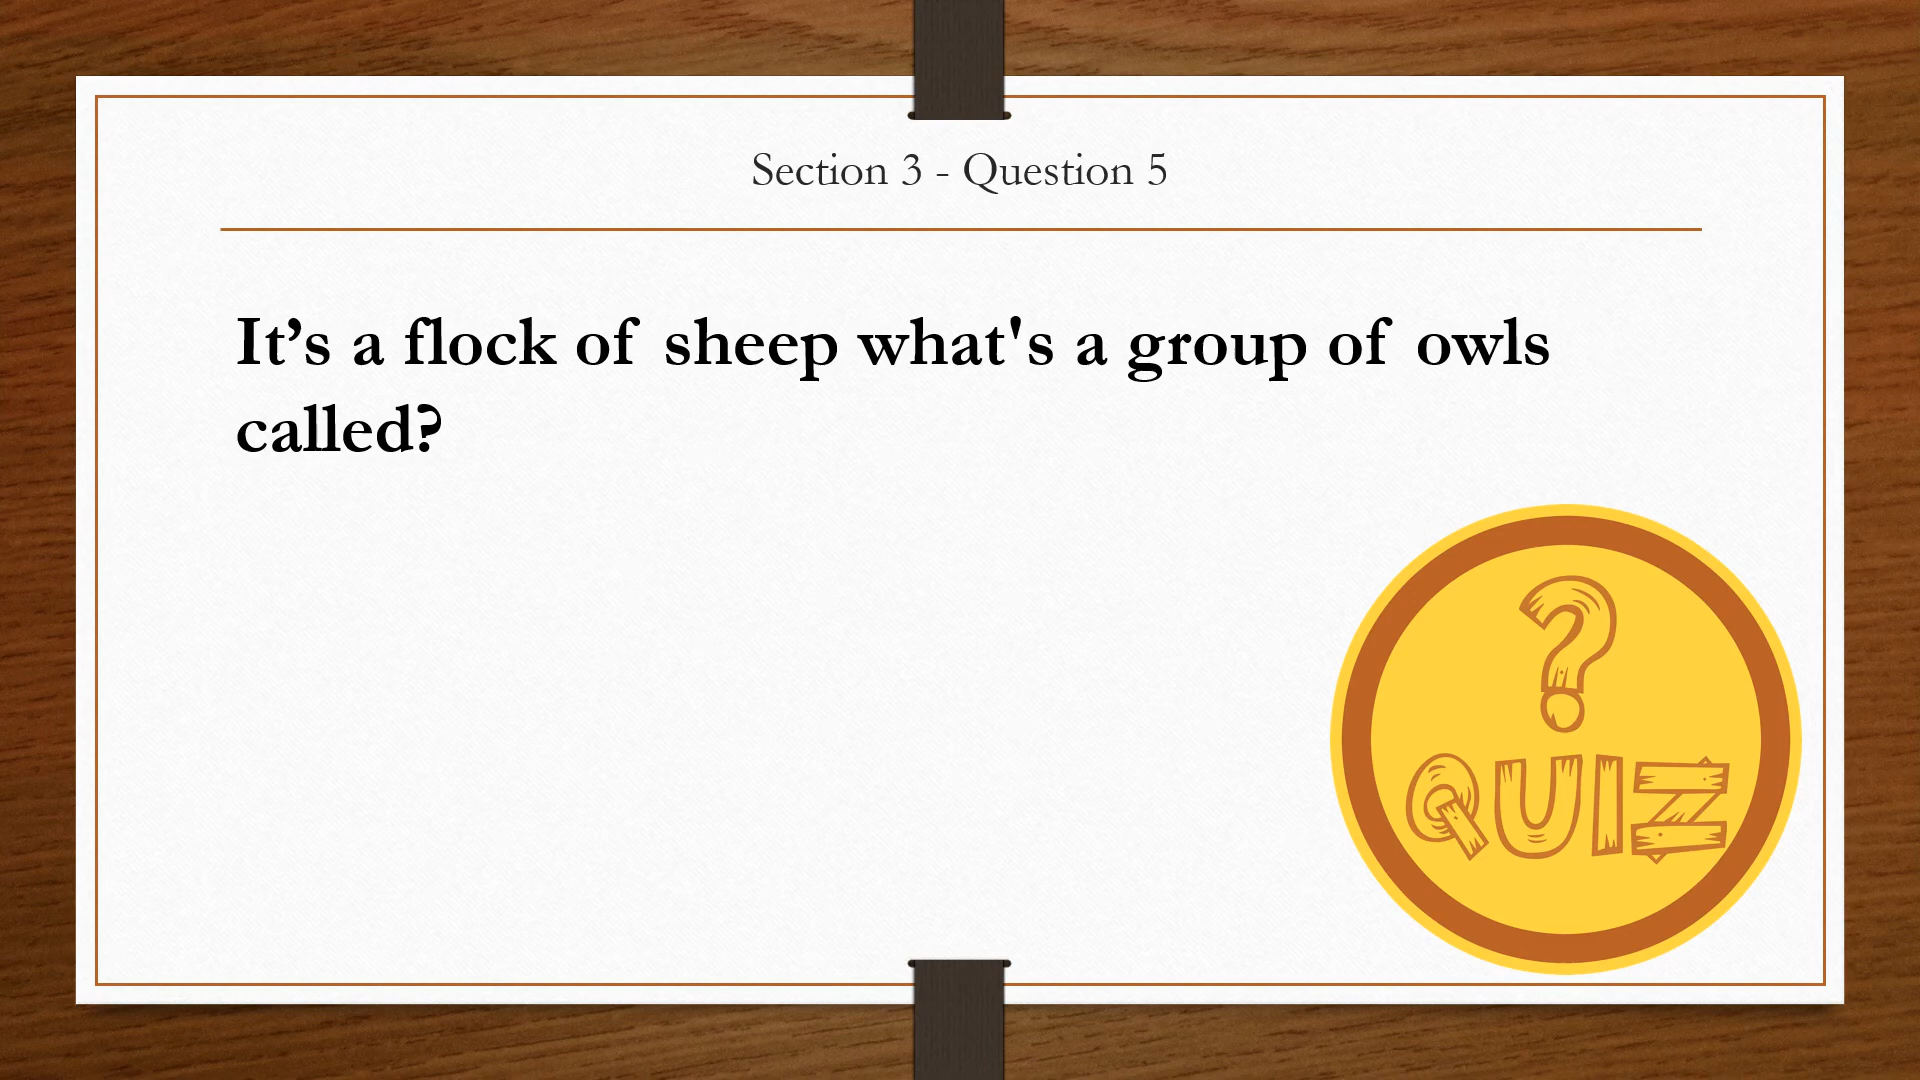 Section 3 - Question 5
It’s a flock of sheep what's a group of owls
called?
?
QUIZ